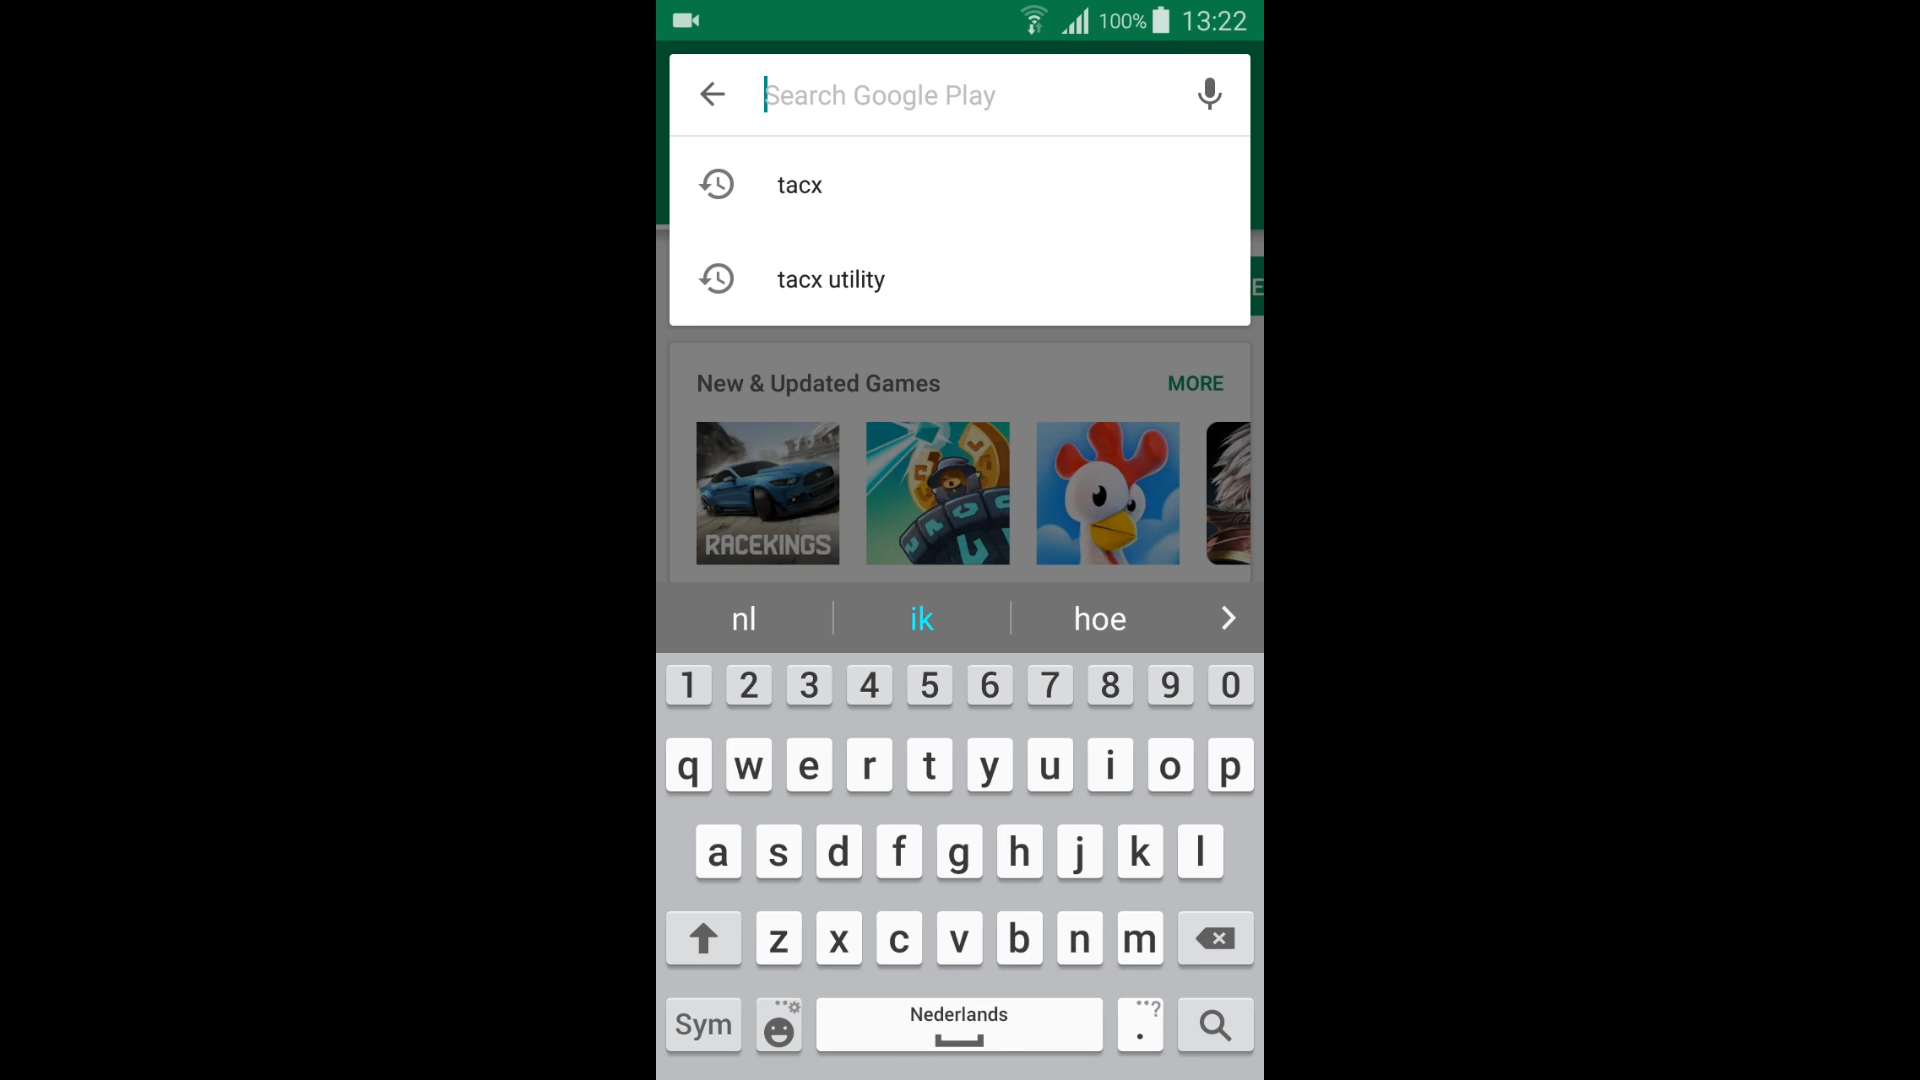 100% 13:22
Search Google Play
tacx
tacx utility
E
New & Updated Games MORE
RACEKINGS
nl ik hoe
1 2 3 4 5 6 7 8 9 0
q w e r t y u i o p
a s d f g h j k l
z x c v b n m
Sym Nederlands . ?